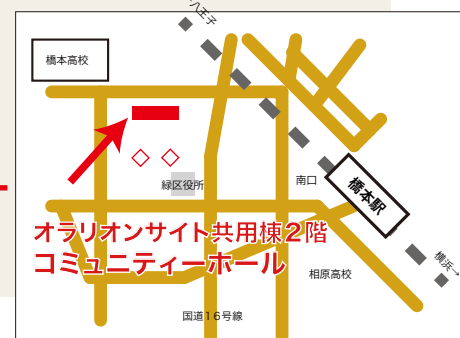 八王子
橋本高校
緑区役所
南口
橋本駅
オラリオンサイト共用棟2階
コミュニティーホール
横浜→
相原高校
国道16号線